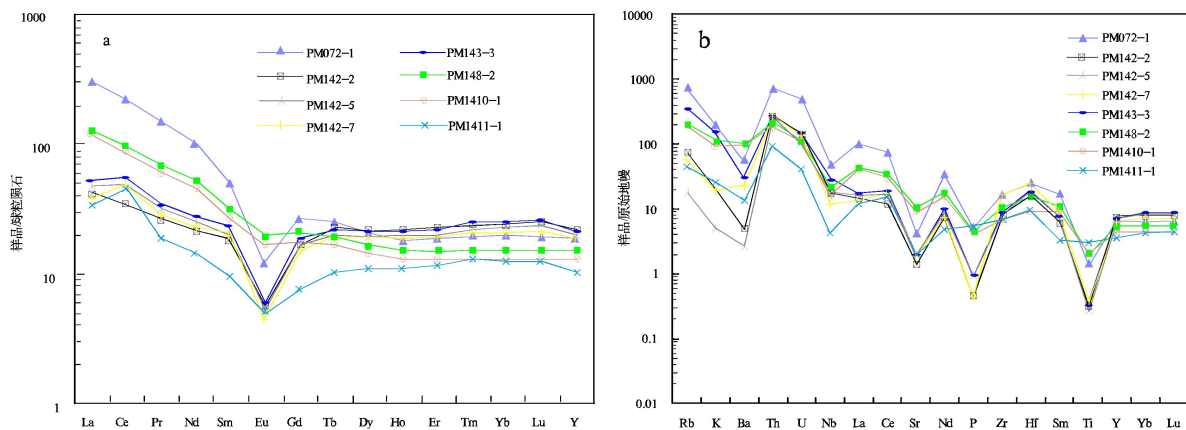 a
1000
100
10
1
样品/球粒陨石
PM072-1
PM142-2
PM142-5
PM142-7
PM143-3
PM148-2
PM1410-1
PM1411-1
La Ce Pr Nd Sm Eu Gd Tb Dy Ho Er Tm Yb Lu Y
b
10000
1000
100
10
1
0.1
0.01
样品/原始地幔
PM072-1
PM142-2
PM142-5
PM142-7
PM143-3
PM148-2
PM1410-1
PM1411-1
Rb K Ba Th U Nb La Ce Sr Nd P Zr Hf Sm Ti Y Yb Lu